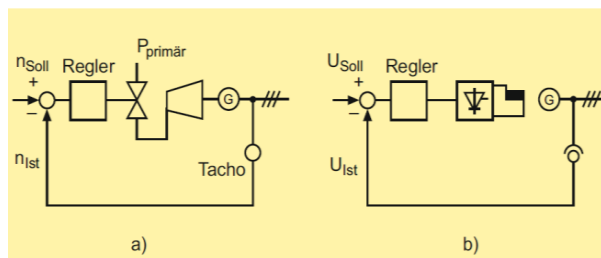 nSoll
+
Regler
Pprimär
G
−
nIst
Tacho
a)
USoll
+
Regler
G
−
UIst
b)